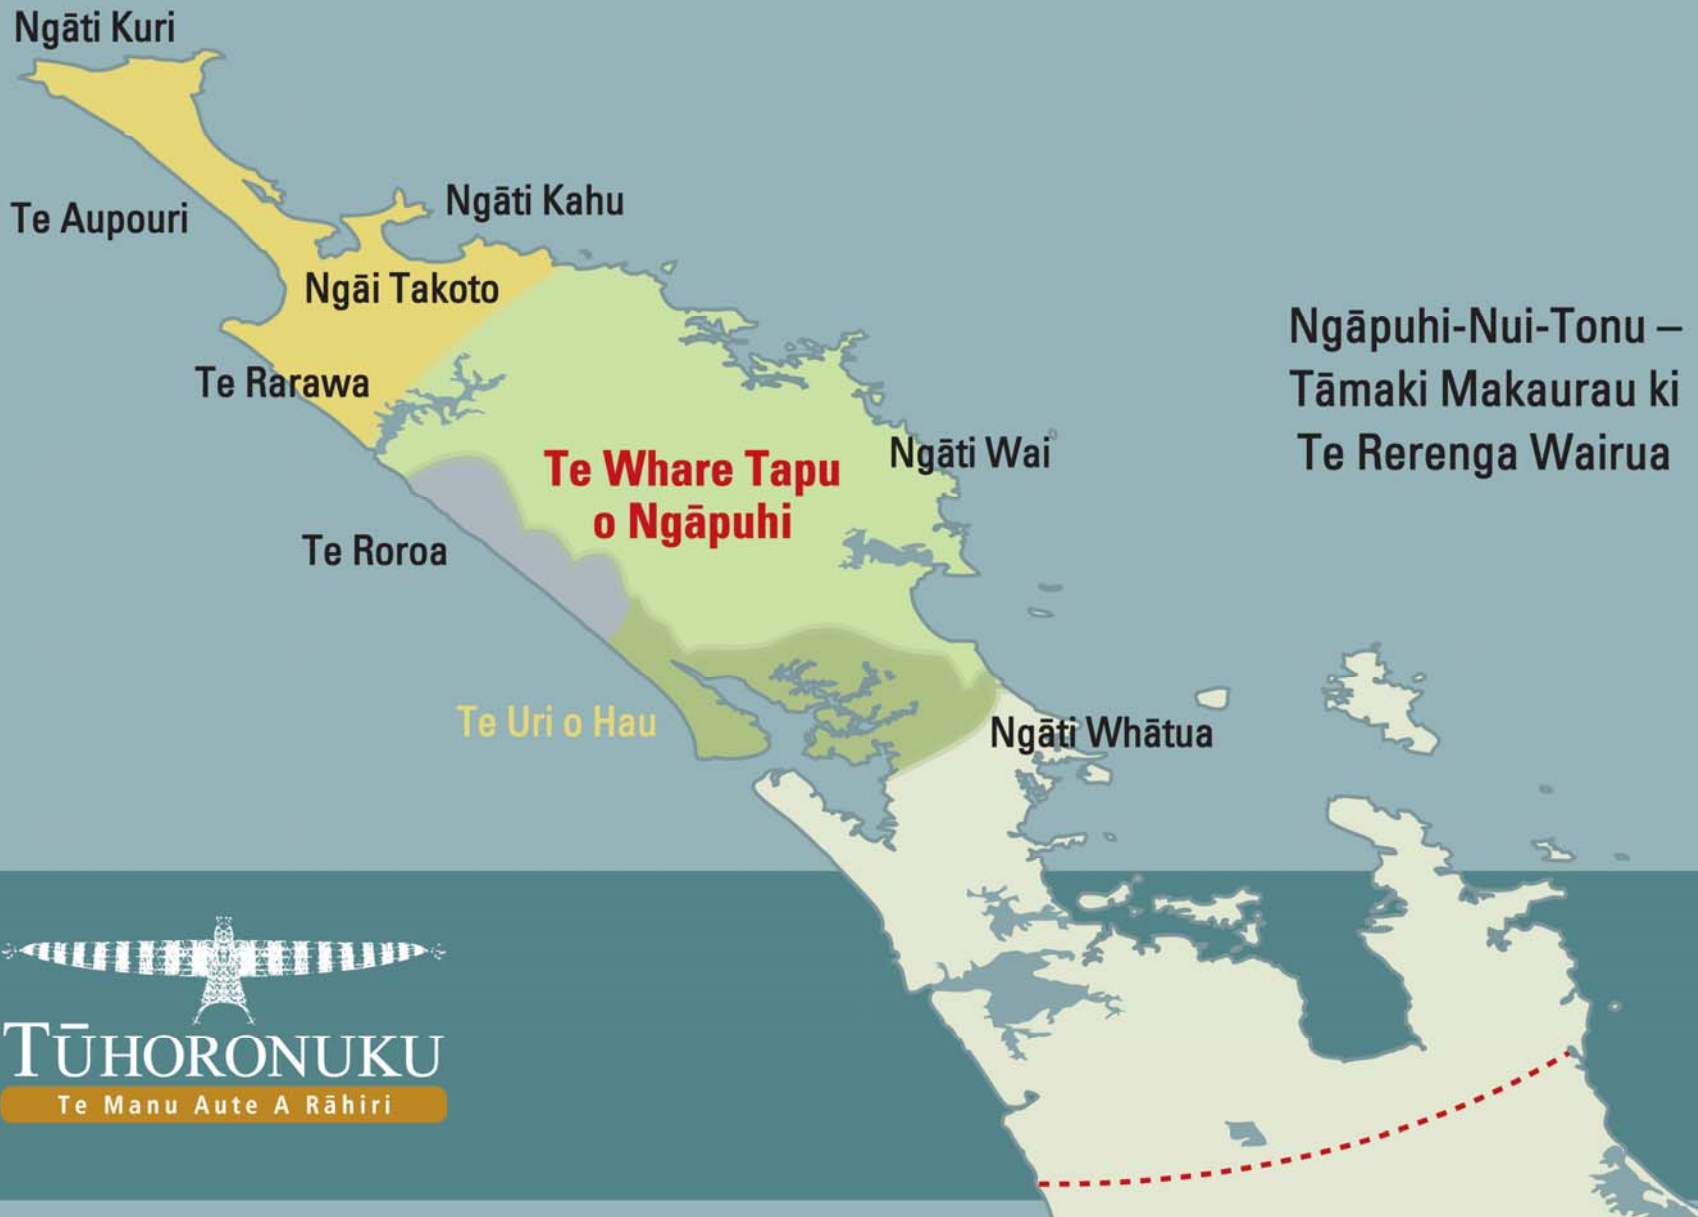 Ngāti Kuri
Te Aupouri
Ngāti Kahu
Ngāi Takoto
Te Rarawa
Te Whare Tapu
o Ngāpuhi
Ngāti Wai
Ngāpuhi-Nui-Tonu –
Tāmaki Makaurau ki
Te Rerenga Wairua
Te Roroa
Te Uri o Hau
Ngāti Whātua
TŪHORONUKU
Te Manu Aute A Rāhiri